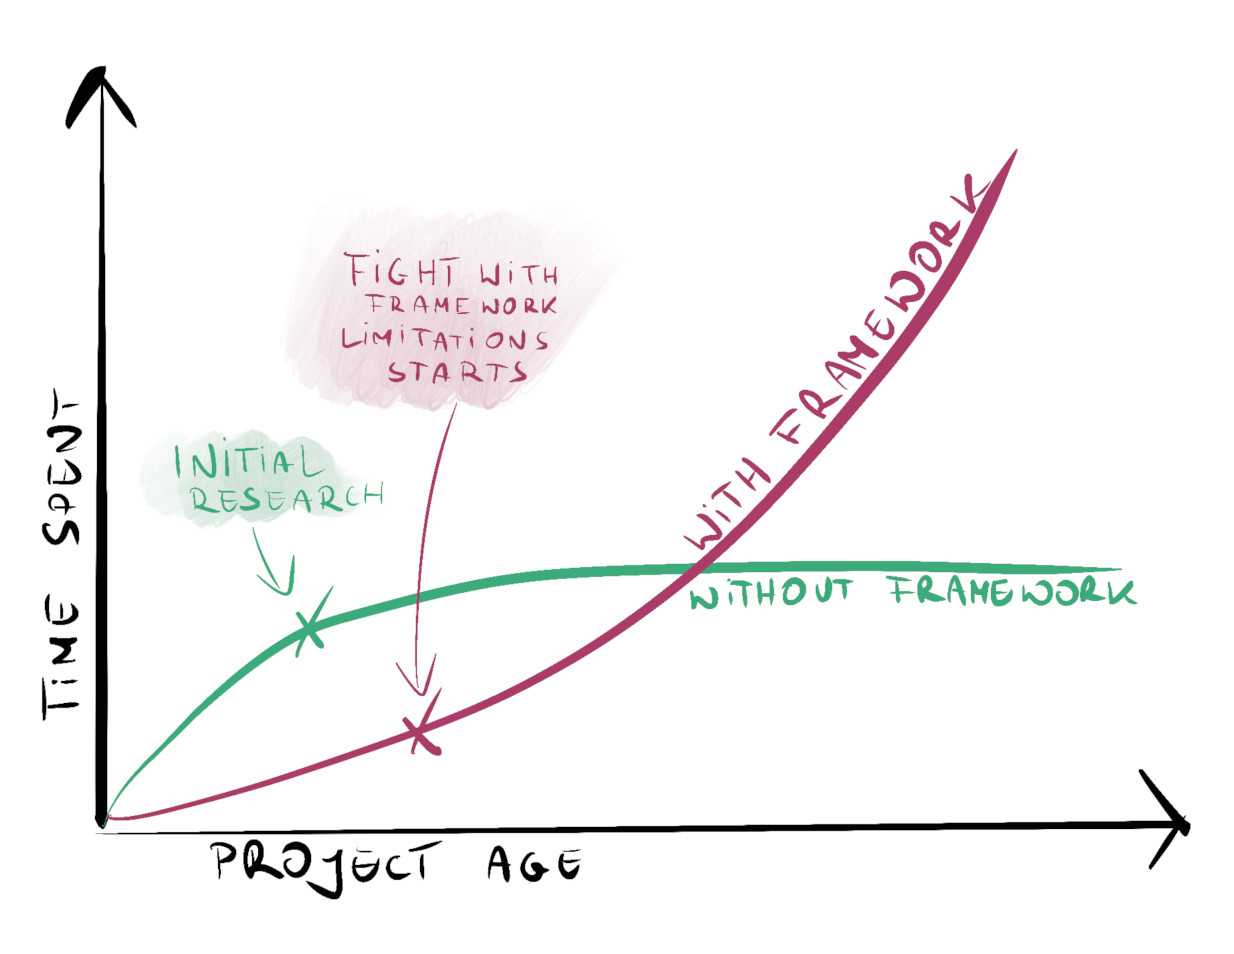 FIGHT WITH
FRAMEWORK
LIMITATIONS
STARTS
INITIAL
RESEARCH
TIME SPENT
WITH FRAMEWORK
WITHOUT FRAMEWORK
PROJECT AGE